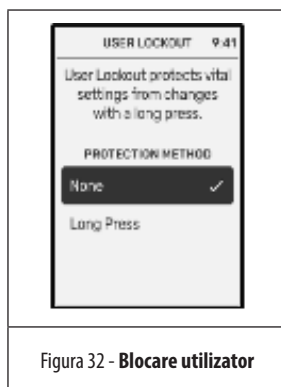 USER LOCKOUT 9:41
User Lockout protects vital
settings from changes
with a long press.
PROTECTION METHOD
None ✓
Long Press
Figura 32 - Blocare utilizator